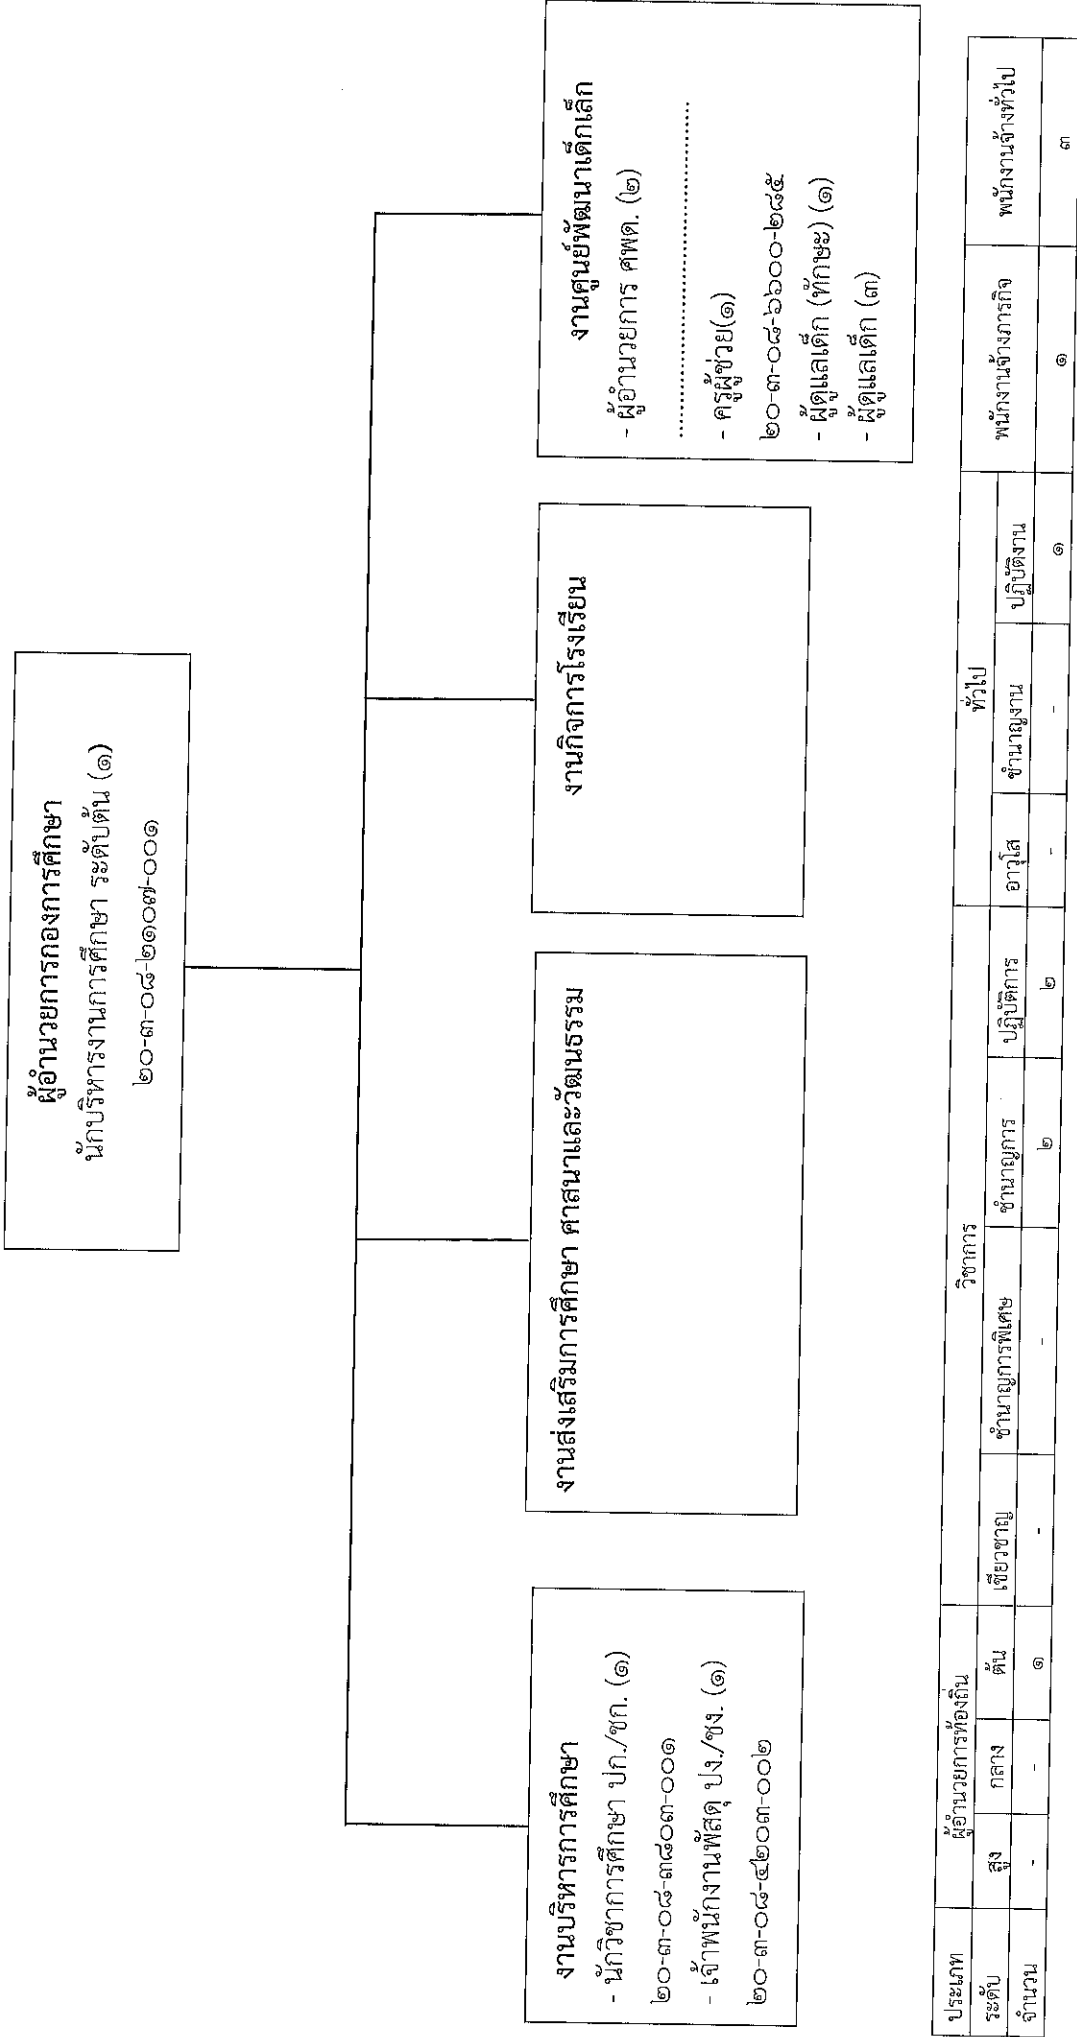 ผู้อำนวยการกองการศึกษา
นักบริหารงานการศึกษา ระดับต้น (๑)
๒๐-๓-๐๘-๒๑๐๗-๐๐๑
งานบริหารการศึกษา
- นักวิชาการศึกษา ปก./ชก. (๑)
๒๐-๓-๐๘-๓๘๐๓-๐๐๑
- เจ้าพนักงานพัสดุ ปง./ชง. (๑)
๒๐-๓-๐๘-๔๒๐๓-๐๐๒
งานส่งเสริมการศึกษา ศาสนาและวัฒนธรรม
งานกิจการโรงเรียน
งานศูนย์พัฒนาเด็กเล็ก
- ผู้อำนวยการ ศพด. (๒)
.......................................
- ครูผู้ช่วย(๑)
๒๐-๓-๐๘-๖๖๐๐-๒๘๕
- ผู้ดูแลเด็ก (ทักษะ) (๑)
- ผู้ดูแลเด็ก (๓)
ประเภท ผู้อำนวยการท้องถิ่น วิชาการ ทั่วไป พนักงานจ้างภารกิจ พนักงานจ้างทั่วไป
ระดับ สูง กลาง ต้น เชี่ยวชาญ ชำนาญการพิเศษ ชำนาญการ ปฏิบัติการ อาวุโส ชำนาญงาน ปฏิบัติงาน
จำนวน - - ๑ - - ๒ ๒ - - ๑ ๑ ๓